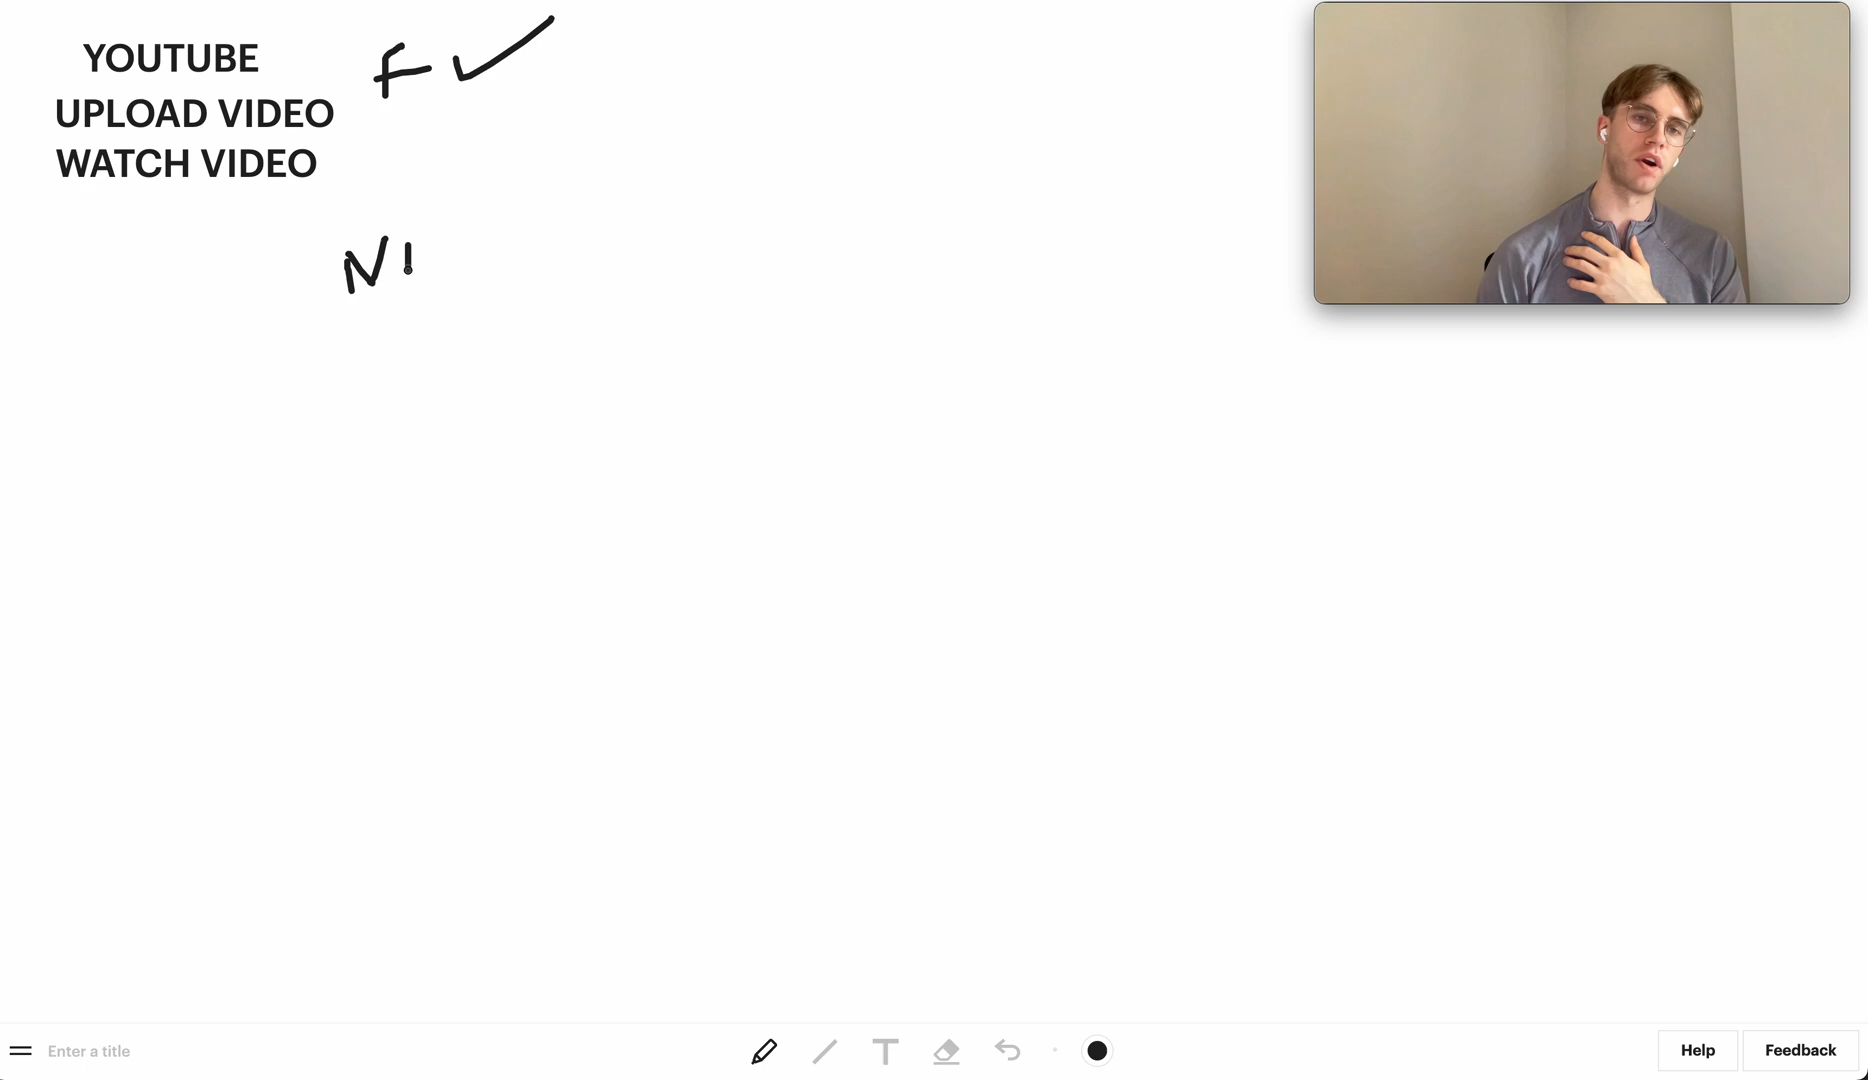 YOUTUBE F
UPLOAD VIDEO
WATCH VIDEO
N
Enter a title
T
Help
Feedback